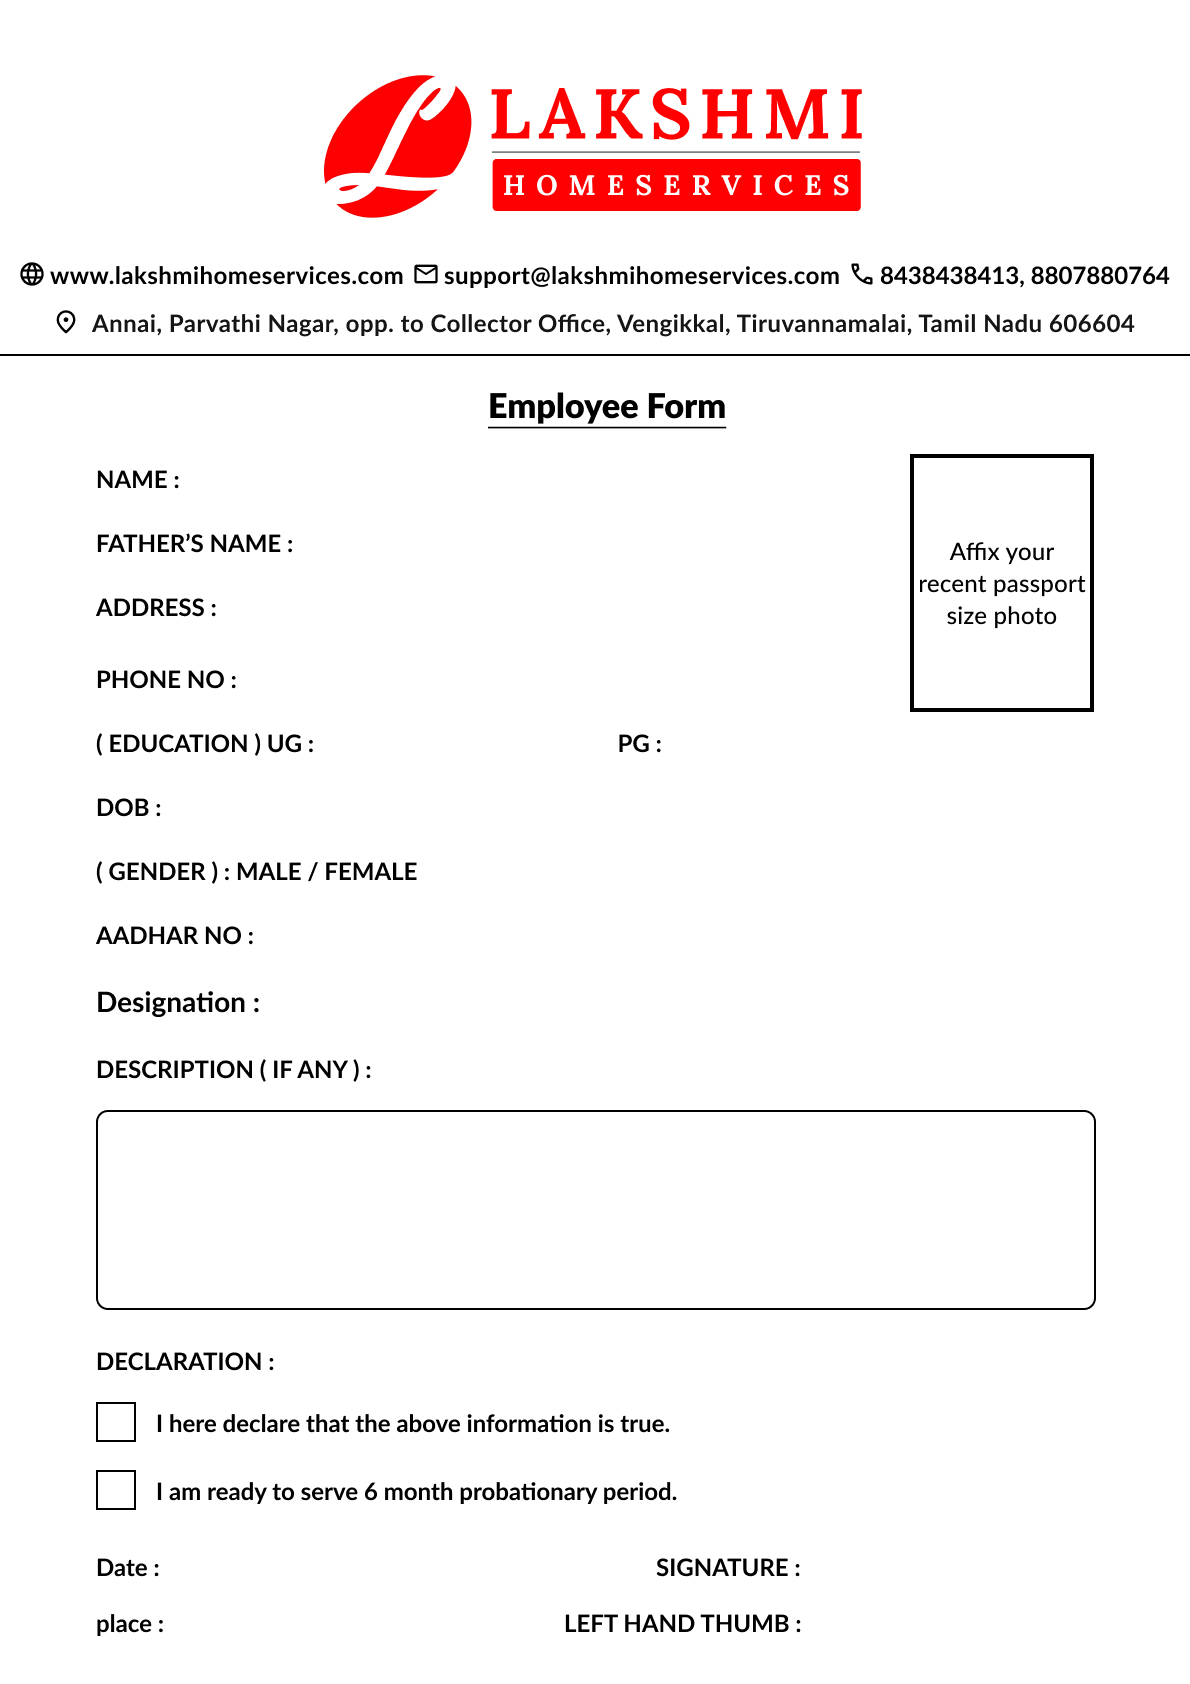 LAKSHMI
HOMESERVICES
www.lakshmihomeservices.com support@lakshmihomeservices.com 8438438413, 8807880764
Annai, Parvathi Nagar, opp. to Collector Office, Vengikkal, Tiruvannamalai, Tamil Nadu 606604
Employee Form
NAME :
FATHER’S NAME :
ADDRESS :
Affix your
recent passport
size photo
PHONE NO :
( EDUCATION ) UG : PG :
DOB :
( GENDER ) : MALE / FEMALE
AADHAR NO :
Designation :
DESCRIPTION ( IF ANY ) :
DECLARATION :
I here declare that the above information is true.
I am ready to serve 6 month probationary period.
Date : SIGNATURE :
place : LEFT HAND THUMB :